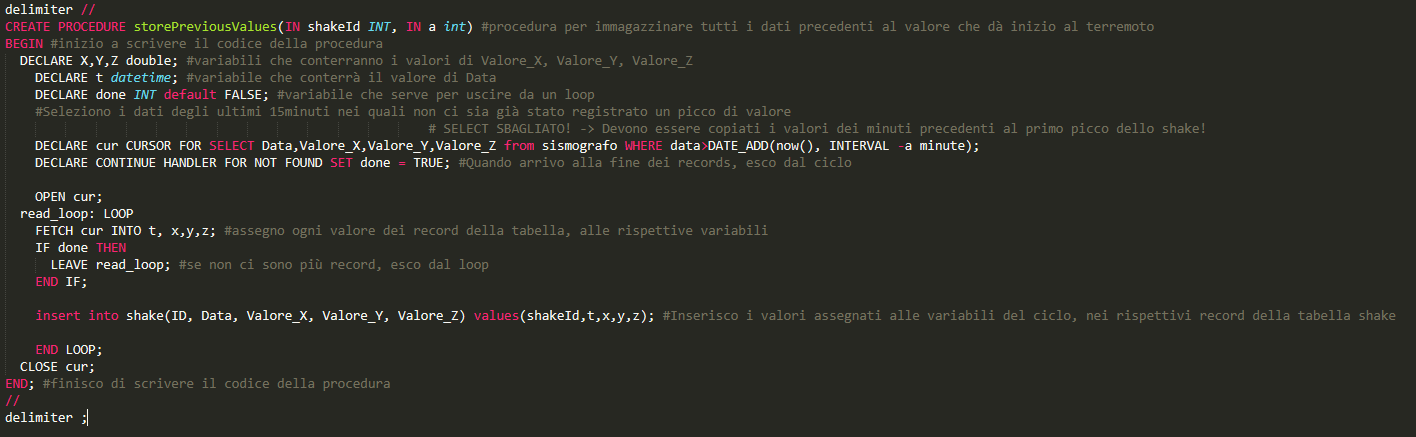 delimiter //
CREATE PROCEDURE storePreviousValues(IN shakeId INT, IN a int) #procedura per immagazzinare tutti i dati precedenti al valore che dà inizio al terremoto
BEGIN #inizio a scrivere il codice della procedura
DECLARE X,Y,Z double; #variabili che conterranno i valori di Valore_X, Valore_Y, Valore_Z
DECLARE t datetime; #variabile che conterrà il valore di Data
DECLARE done INT default FALSE; #variabile che serve per uscire da un loop
#Seleziono i dati degli ultimi 15minuti nei quali non ci sia già stato registrato un picco di valore
# SELECT SBAGLIATO! -> Devono essere copiati i valori dei minuti precedenti al primo picco dello shake!
DECLARE cur CURSOR FOR SELECT Data,Valore_X,Valore_Y,Valore_Z from sismografo WHERE data>DATE_ADD(now(), INTERVAL -a minute);
DECLARE CONTINUE HANDLER FOR NOT FOUND SET done = TRUE; #Quando arrivo alla fine dei records, esco dal ciclo
OPEN cur;
read_loop: LOOP
FETCH cur INTO t, x,y,z; #assegno ogni valore dei record della tabella, alle rispettive variabili
IF done THEN
LEAVE read_loop; #se non ci sono più record, esco dal loop
END IF;
insert into shake(ID, Data, Valore_X, Valore_Y, Valore_Z) values(shakeId,t,x,y,z); #Inserisco i valori assegnati alle variabili del ciclo, nei rispettivi record della tabella shake
END LOOP;
CLOSE cur;
END; #finisco di scrivere il codice della procedura
//
delimiter ;